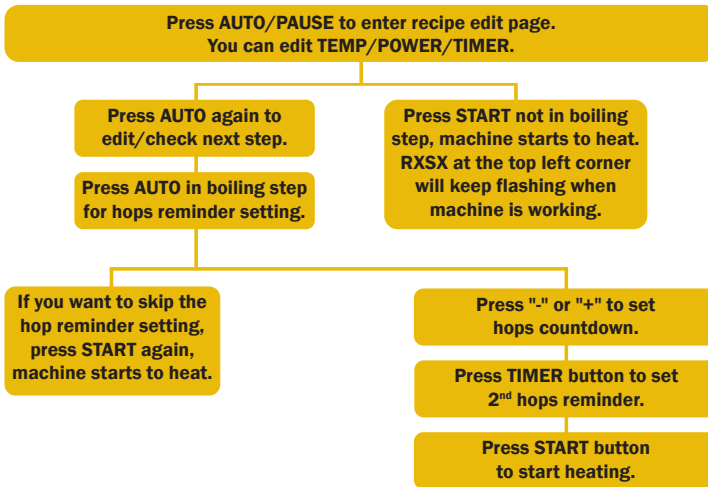 Press AUTO/PAUSE to enter recipe edit page.
You can edit TEMP/POWER/TIMER.
Press AUTO again to
edit/check next step.
Press START not in boiling
step, machine starts to heat.
RXSX at the top left corner
will keep flashing when
machine is working.
Press AUTO in boiling step
for hops reminder setting.
If you want to skip the
hop reminder setting,
press START again,
machine starts to heat.
Press "-" or "+" to set
hops countdown.
Press TIMER button to set
2nd hops reminder.
Press START button
to start heating.